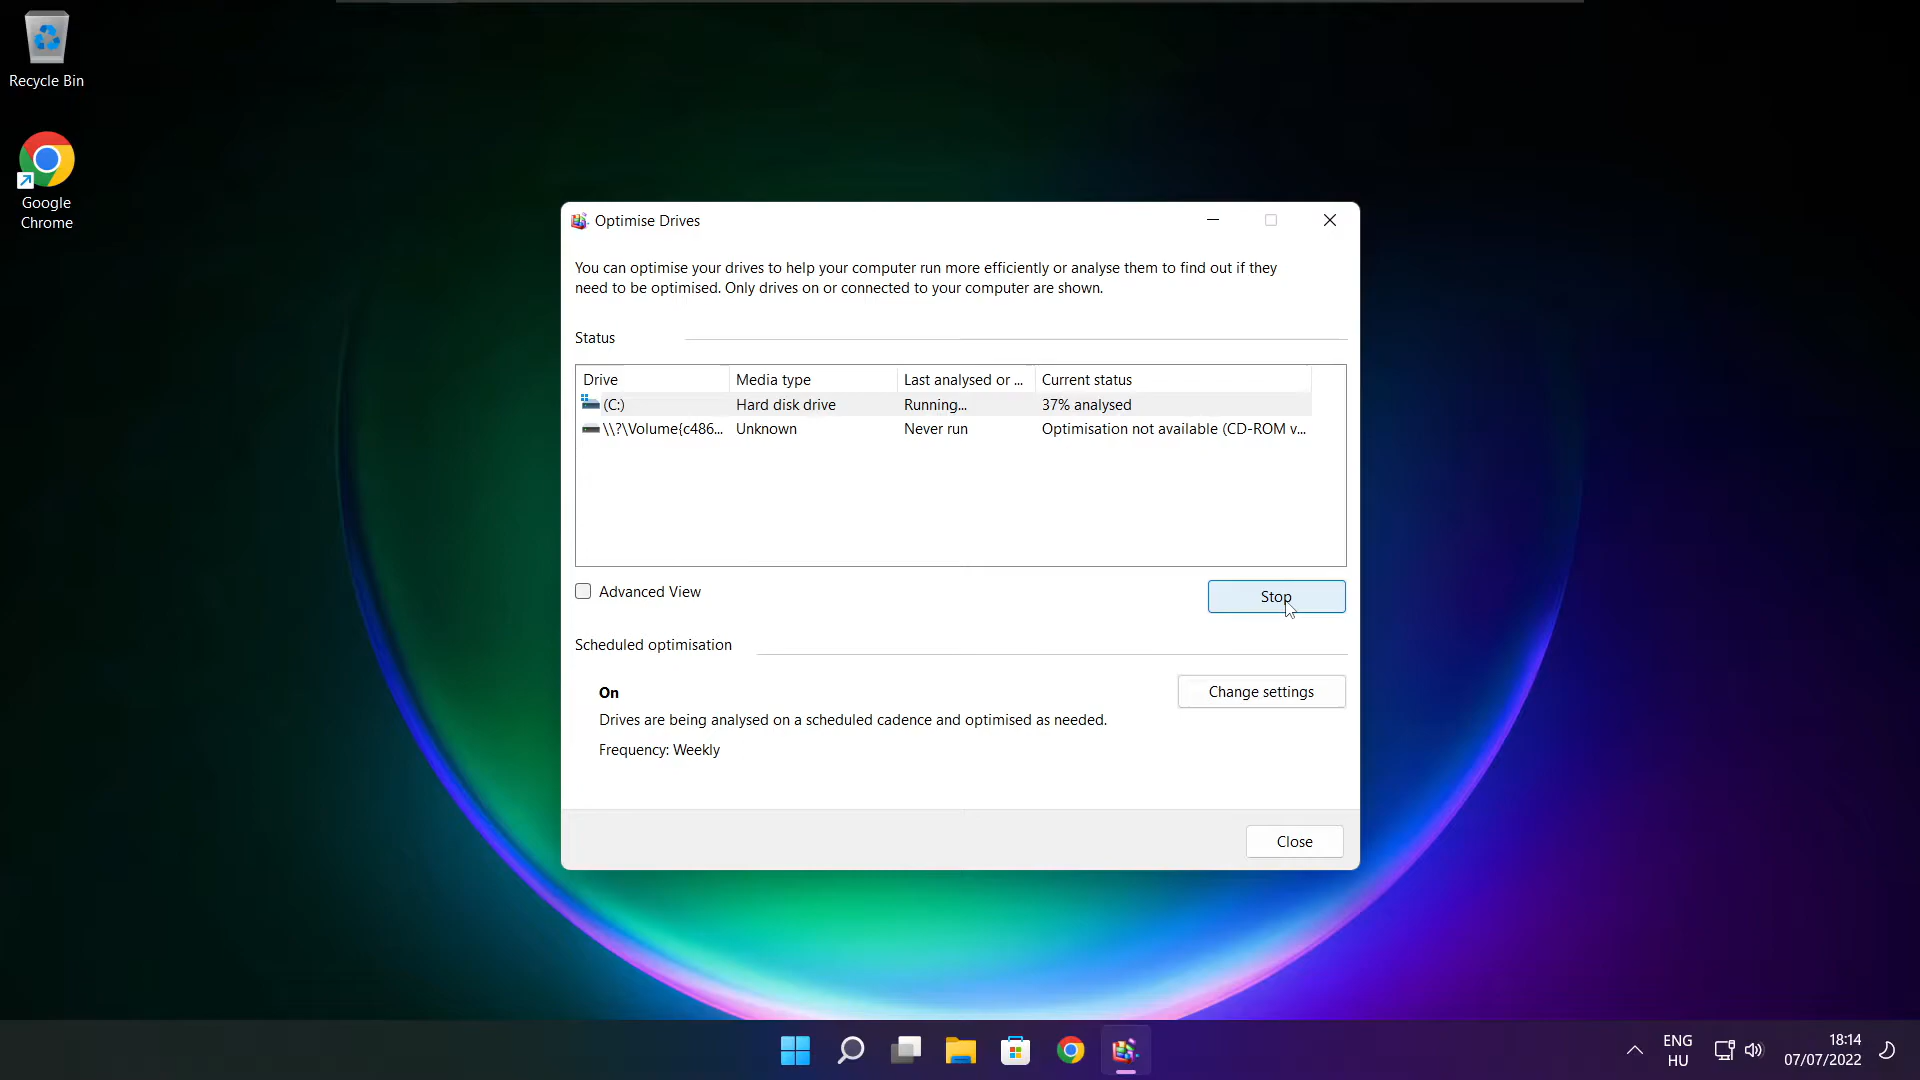 Recycle Bin
Google
Chrome
Optimise Drives
You can optimise your drives to help your computer run more efficiently or analyse them to find out if they
need to be optimised. Only drives on or connected to your computer are shown.
Status
Drive Media type Last analysed or ... Current status
(C:) Hard disk drive Running... 37% analysed
\\?\Volume{c486... Unknown Never run Optimisation not available (CD-ROM v...
Advanced View
Stop
Scheduled optimisation
On
Change settings
Drives are being analysed on a scheduled cadence and optimised as needed.
Frequency: Weekly
Close
ENG
HU
18:14
07/07/2022